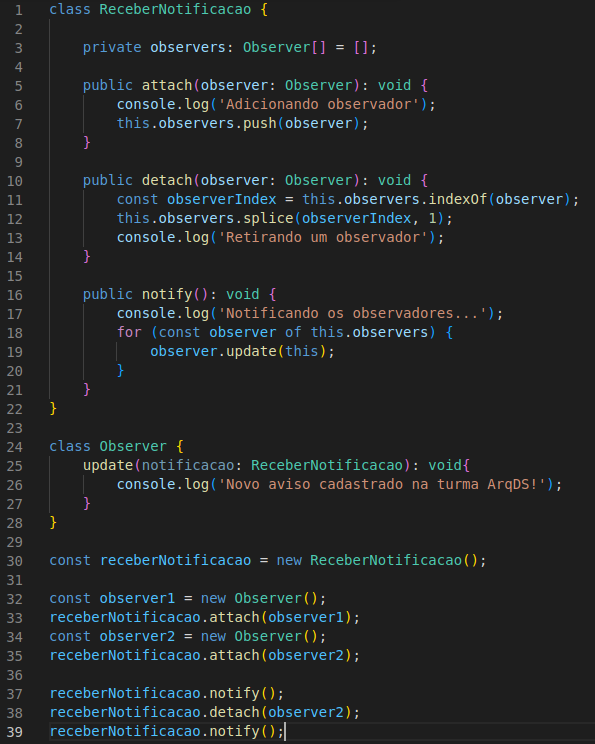 1 class ReceberNotificacao {
2
3     private observers: Observer[] = [];
4
5     public attach(observer: Observer): void {
6         console.log('Adicionando observador');
7         this.observers.push(observer);
8     }
9
10     public detach(observer: Observer): void {
11         const observerIndex = this.observers.indexOf(observer);
12         this.observers.splice(observerIndex, 1);
13         console.log('Retirando um observador');
14     }
15
16     public notify(): void {
17         console.log('Notificando os observadores...');
18         for (const observer of this.observers) {
19             observer.update(this);
20         }
21     }
22 }
23
24 class Observer {
25     update(notificacao: ReceberNotificacao): void{
26         console.log('Novo aviso cadastrado na turma ArqDS!');
27     }
28 }
29
30 const receberNotificacao = new ReceberNotificacao();
31
32 const observer1 = new Observer();
33 receberNotificacao.attach(observer1);
34 const observer2 = new Observer();
35 receberNotificacao.attach(observer2);
36
37 receberNotificacao.notify();
38 receberNotificacao.detach(observer2);
39 receberNotificacao.notify();